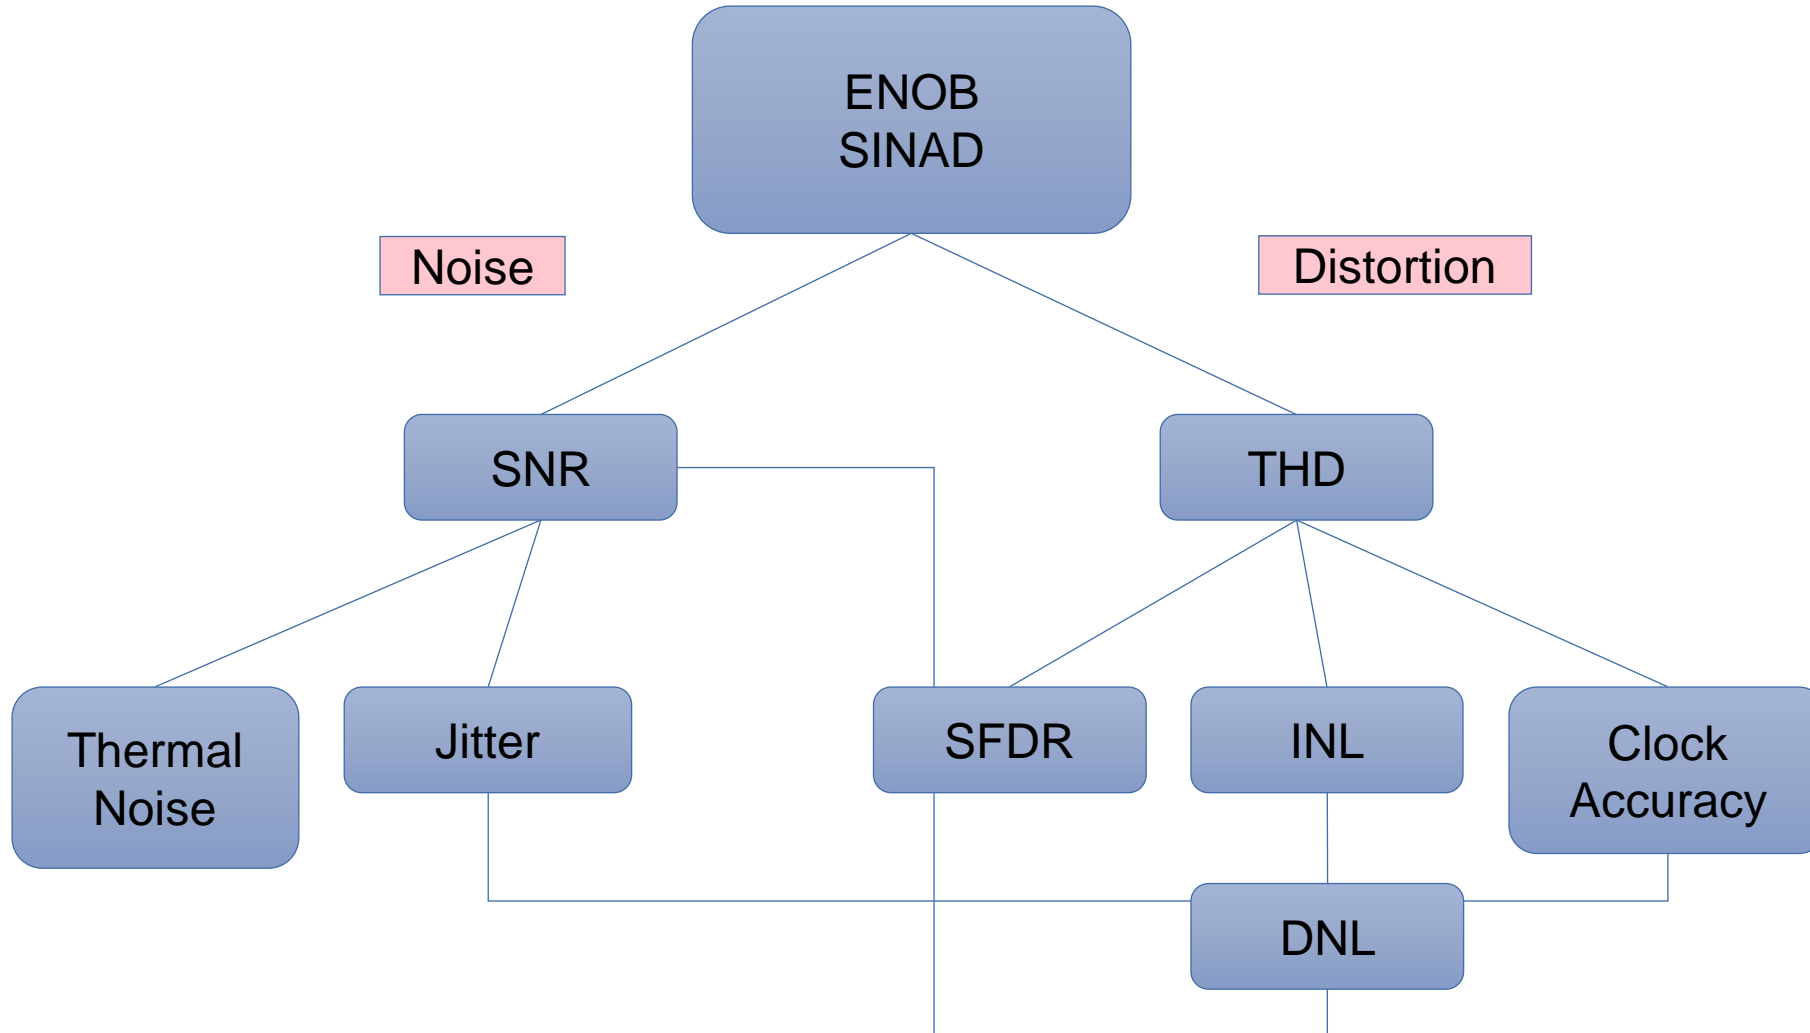 ENOB
SINAD
Noise
Distortion
SNR
THD
Thermal
Noise
Jitter
SFDR
INL
Clock
Accuracy
DNL